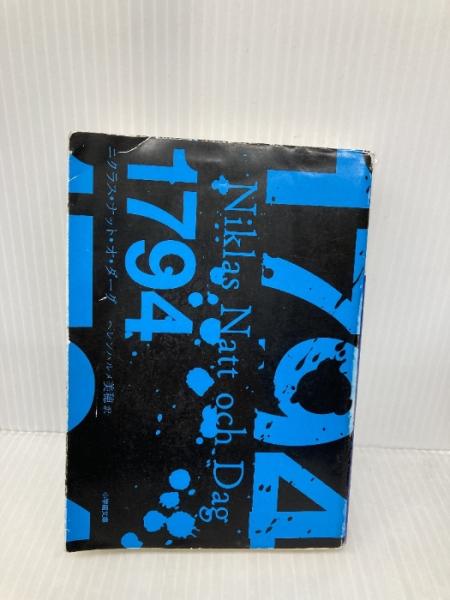 1794
1794
Niklas Natt och Dag
ニクラス・ナット・オ・ダーグ
ヘレンハルメ美穂 訳
小学館文庫